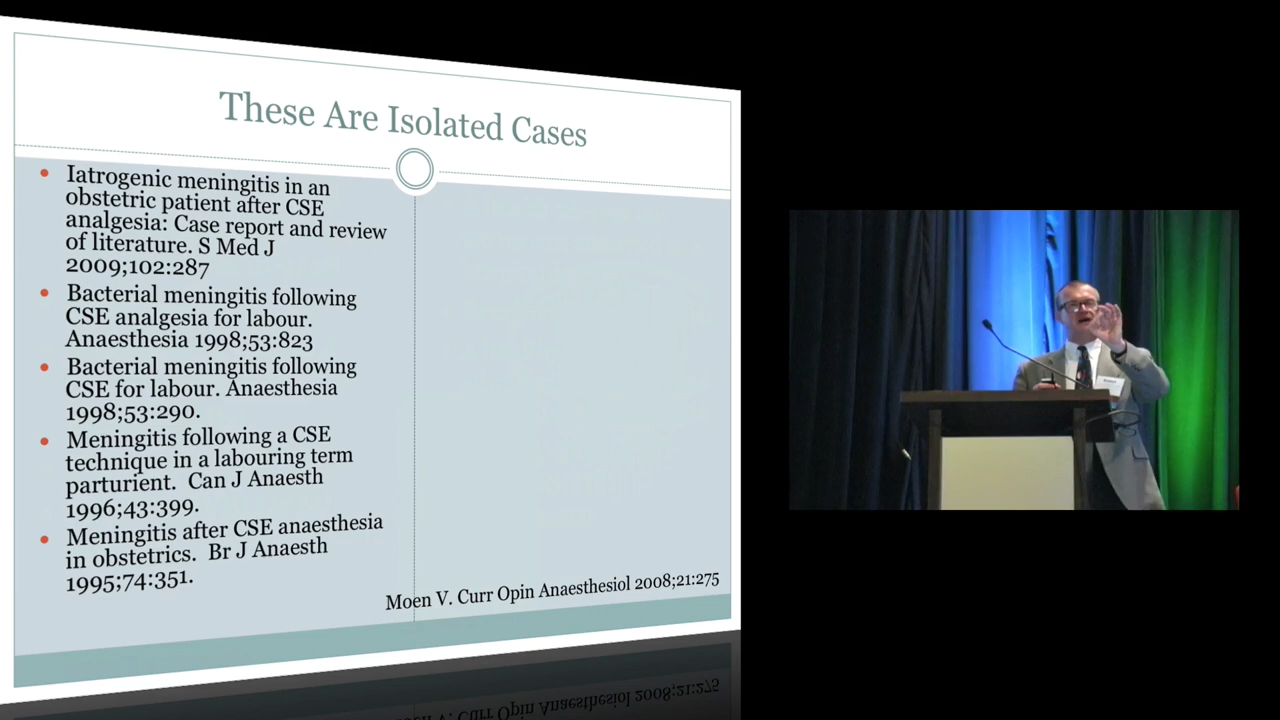 These Are Isolated Cases
Iatrogenic meningitis in an
obstetric patient after CSE
analgesia: Case report and review
of literature. S Med J
2009;102:287
Bacterial meningitis following
CSE analgesia for labour.
Anaesthesia 1998;53:823
Bacterial meningitis following
CSE for labour. Anaesthesia
1998;53:290.
Meningitis following a CSE
technique in a labouring term
parturient. Can J Anaesth
1996;43:399.
Meningitis after CSE anaesthesia
in obstetrics. Br J Anaesth
1995;74:351.
Moen V. Curr Opin Anaesthesiol 2008;21:275